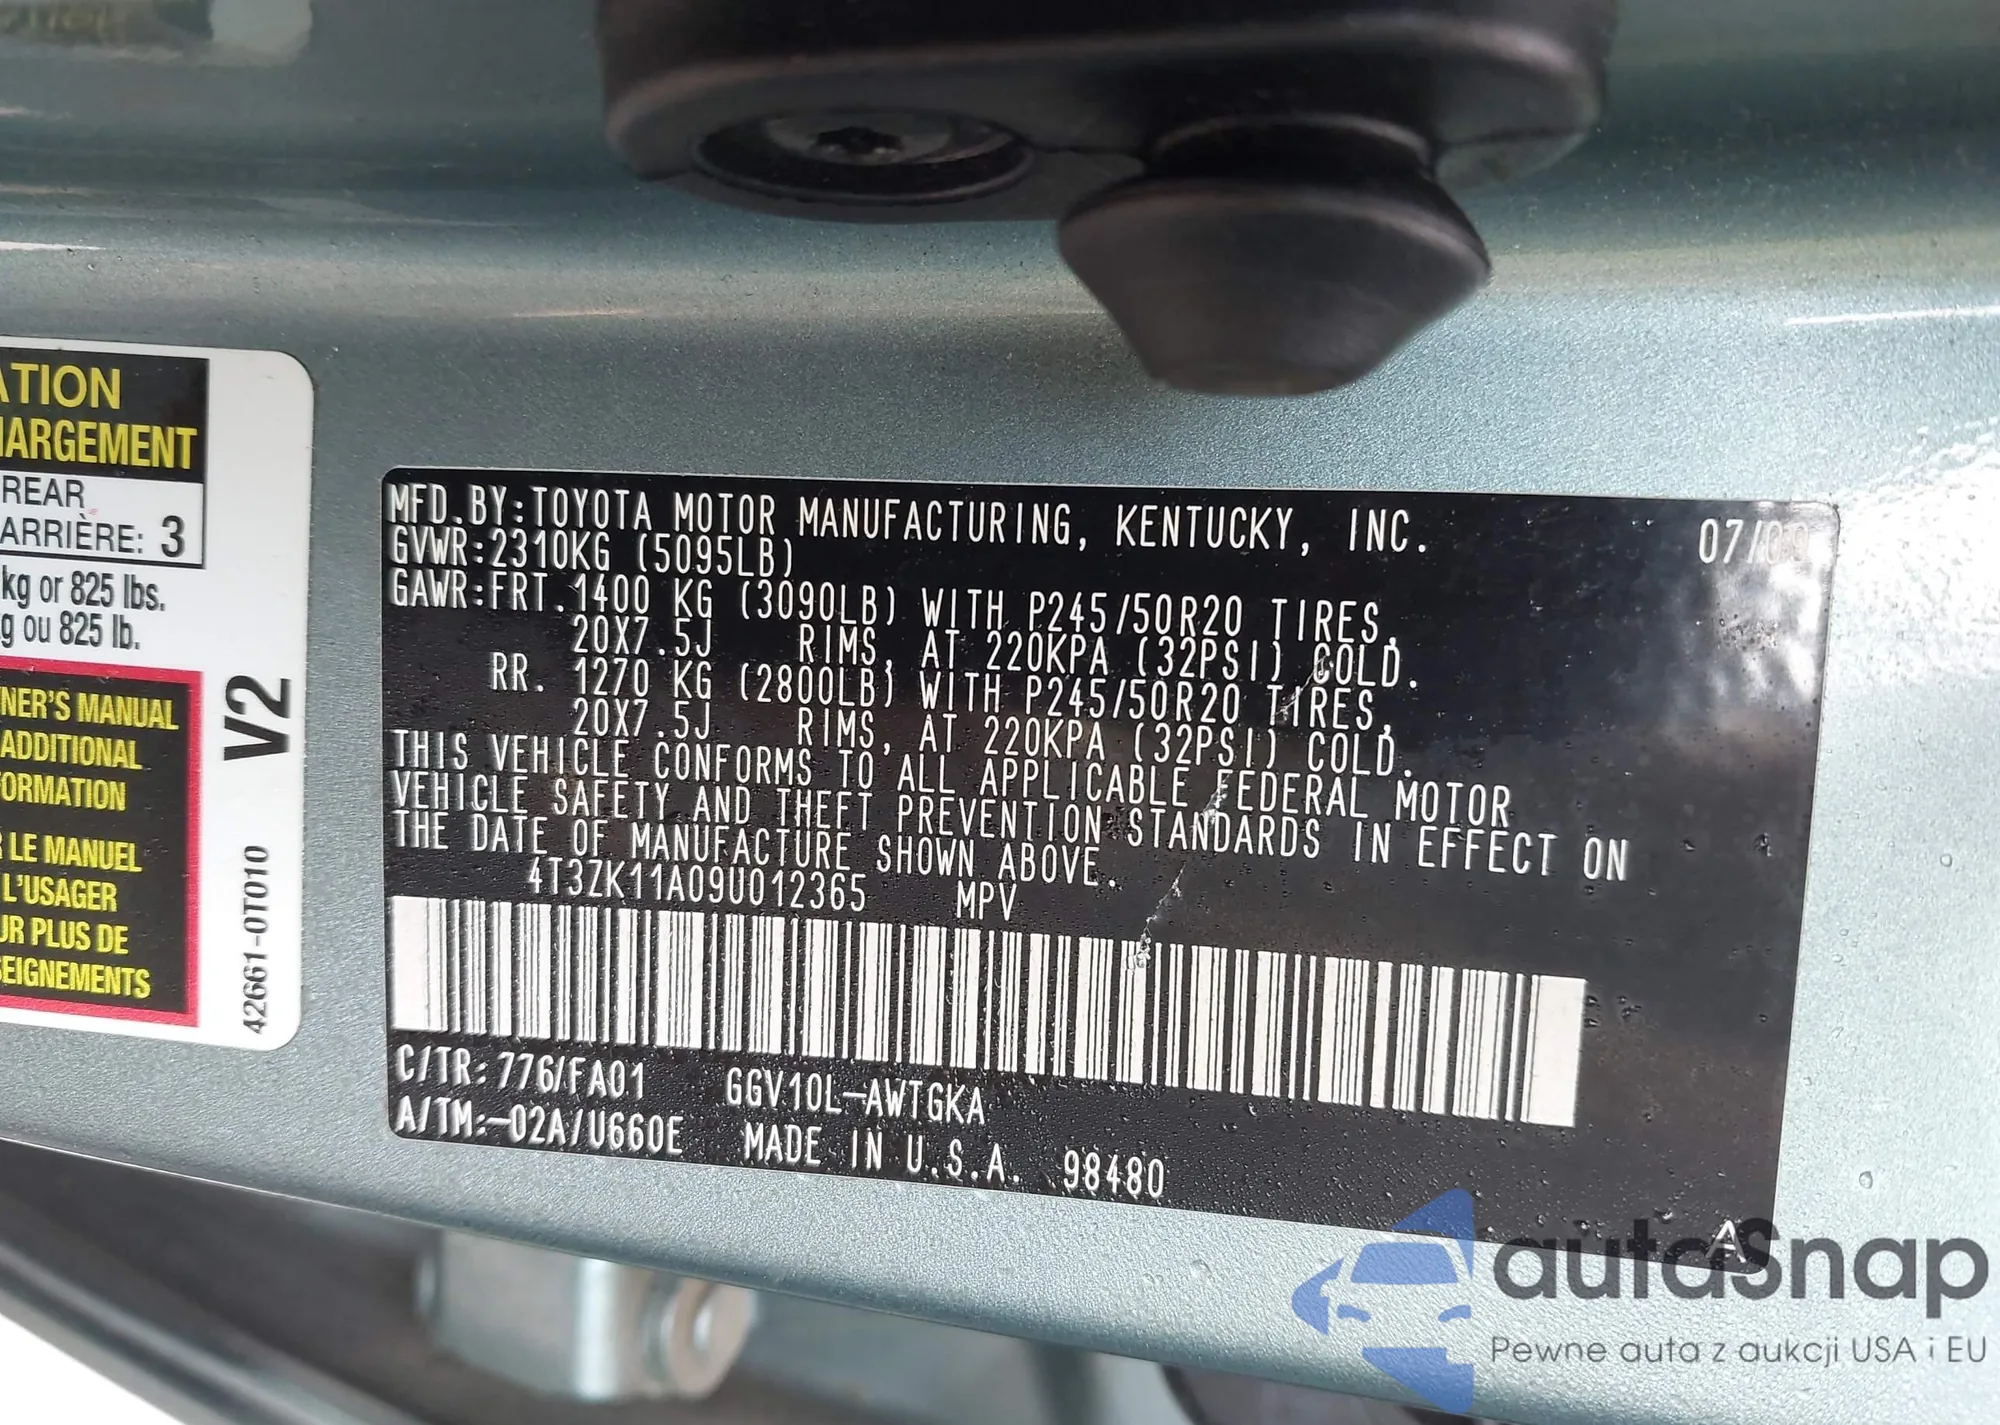 ATION
HARGEMENT
REAR
ARRIÈRE: 3
kg or 825 lbs.
g ou 825 lb.
NER'S MANUAL
ADDITIONAL
FORMATION
LE MANUEL
L'USAGER
UR PLUS DE
SEIGNEMENTS
V2
42661-0T010
MFD.BY:TOYOTA MOTOR MANUFACTURING, KENTUCKY, INC. 07/09
GVWR:2310KG (5095LB)
GAWR:FRT.1400 KG (3090LB) WITH P245/50R20 TIRES,
20X7.5J RIMS, AT 220KPA (32PSI) COLD.
RR. 1270 KG (2800LB) WITH P245/50R20 TIRES,
20X7.5J RIMS, AT 220KPA (32PSI) COLD.
THIS VEHICLE CONFORMS TO ALL APPLICABLE FEDERAL MOTOR
VEHICLE SAFETY AND THEFT PREVENTION STANDARDS IN EFFECT ON
THE DATE OF MANUFACTURE SHOWN ABOVE.
4T3ZK11A09U012365 MPV
C/TR:776/FA01 GGV10L-AWTGKA
A/TM:-02A/U660E MADE IN U.S.A. 98480
A
autaSnap
Pewne auta z aukcji USA i EU